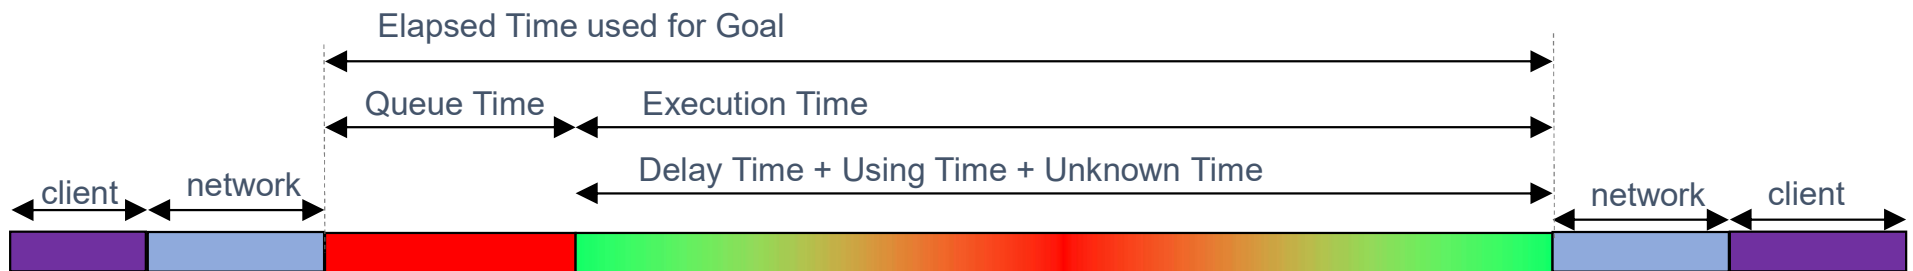 Elapsed Time used for Goal
Queue Time
Execution Time
Delay Time + Using Time + Unknown Time
client
network
network
client